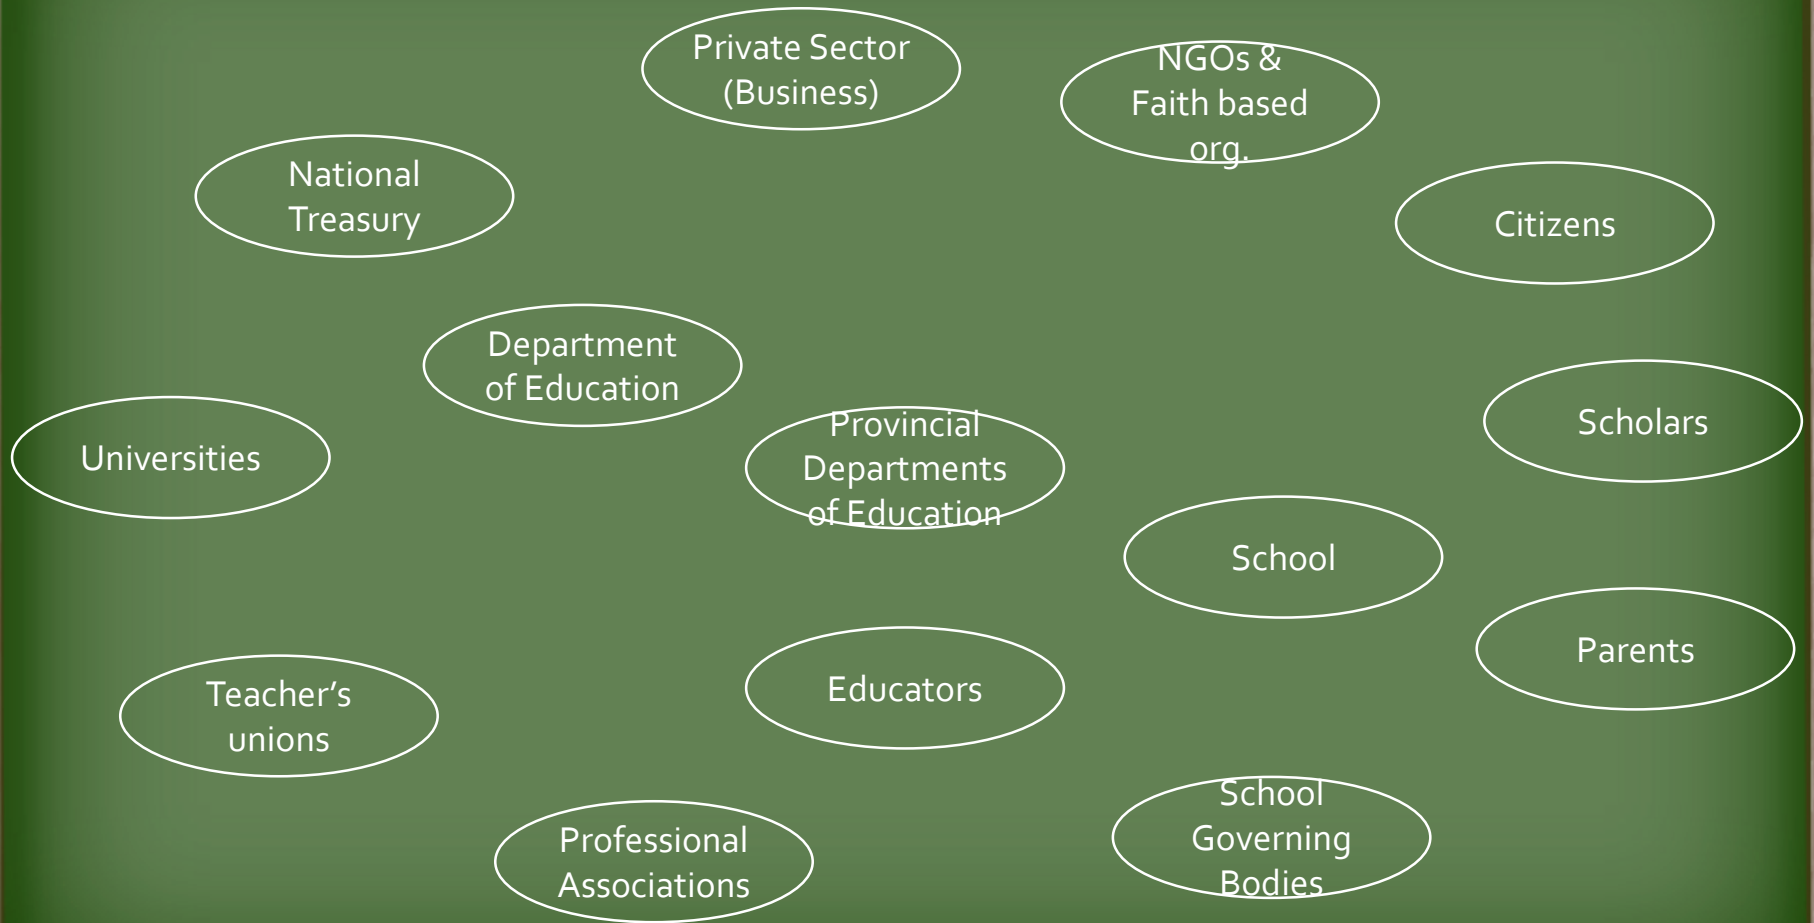 Private Sector
(Business)
NGOs &
Faith based
org.
National
Treasury
Citizens
Department
of Education
Provincial
Departments
of Education
Scholars
Universities
School
Parents
Educators
Teacher’s
unions
School
Governing
Bodies
Professional
Associations